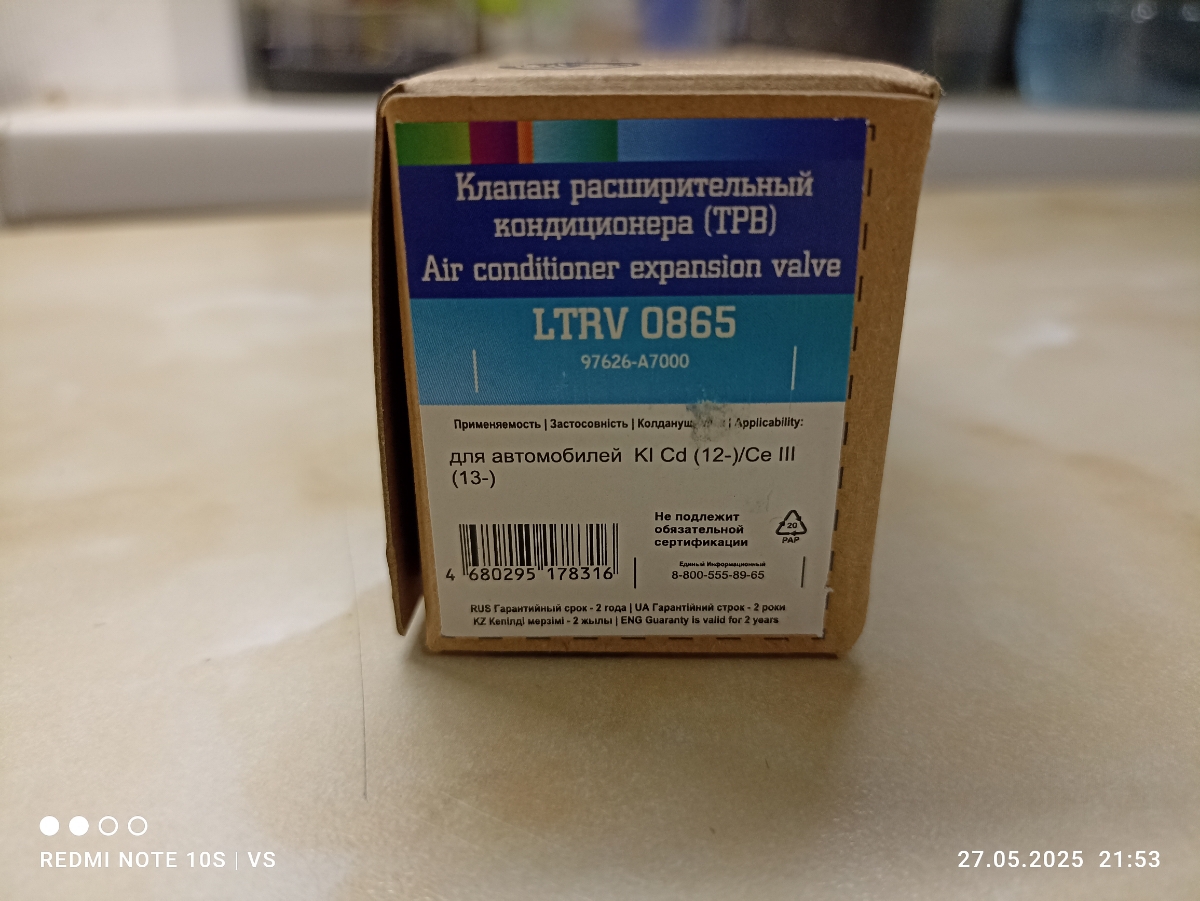 Клапан расширительный
кондиционера (ТРВ)
Air conditioner expansion valve
LTRV 0865
97626-A7000
Применяемость | Застосовність | Applicability:
для автомобилей KI Cd (12-)/Ce III
(13-)
Не подлежит
обязательной
сертификации
20
PAP
4 680295 178316
Единый Информационный
8-800-555-89-65
RUS Гарантийный срок - 2 года | UA Гарантійний строк - 2 роки
KZ Кепілді мерзімі - 2 жылы | ENG Guaranty is valid for 2 years
REDMI NOTE 10S | VS
27.05.2025 21:53